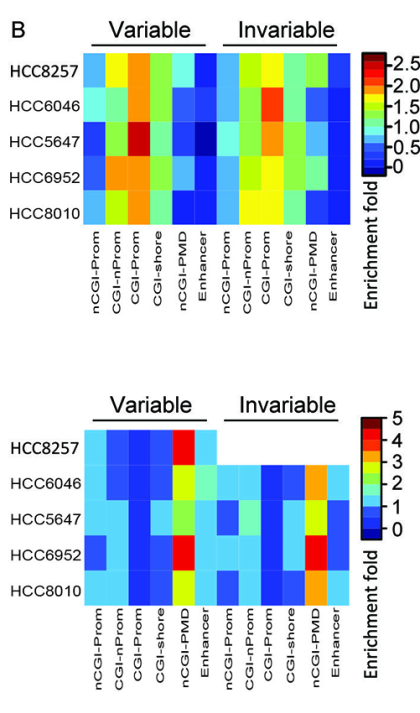 B
Variable Invariable
HCC8257
HCC6046
HCC5647
HCC6952
HCC8010
2.5
2.0
1.5
1.0
0.5
0
Enrichment fold
nCGI-Prom
CGI-nProm
CGI-Prom
CGI-shore
nCGI-PMD
Enhancer
nCGI-Prom
CGI-nProm
CGI-Prom
CGI-shore
nCGI-PMD
Enhancer
Variable Invariable
HCC8257
HCC6046
HCC5647
HCC6952
HCC8010
5
4
3
2
1
0
Enrichment fold
nCGI-Prom
CGI-nProm
CGI-Prom
CGI-shore
nCGI-PMD
Enhancer
nCGI-Prom
CGI-nProm
CGI-Prom
CGI-shore
nCGI-PMD
Enhancer